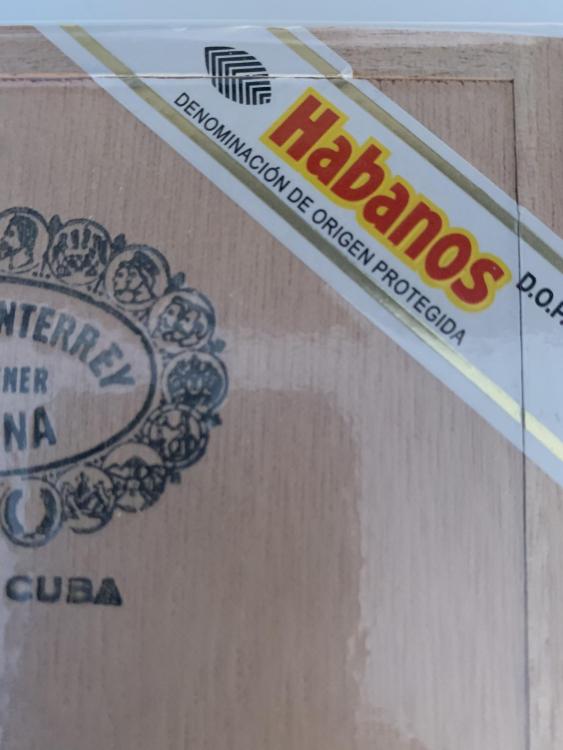 Habanos
DENOMINACIÓN DE ORIGEN PROTEGIDA
D.O.P.
NTERREY
NER
NA
CUBA